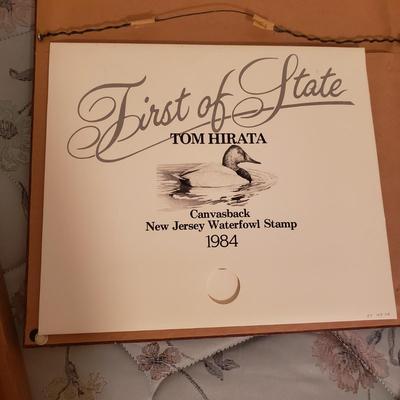 First of State
TOM HIRATA
Canvasback
New Jersey Waterfowl Stamp
1984